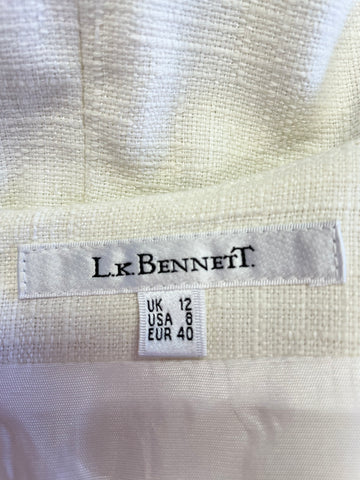 L.K.BENNETT.
UK 12
USA 8
EUR 40